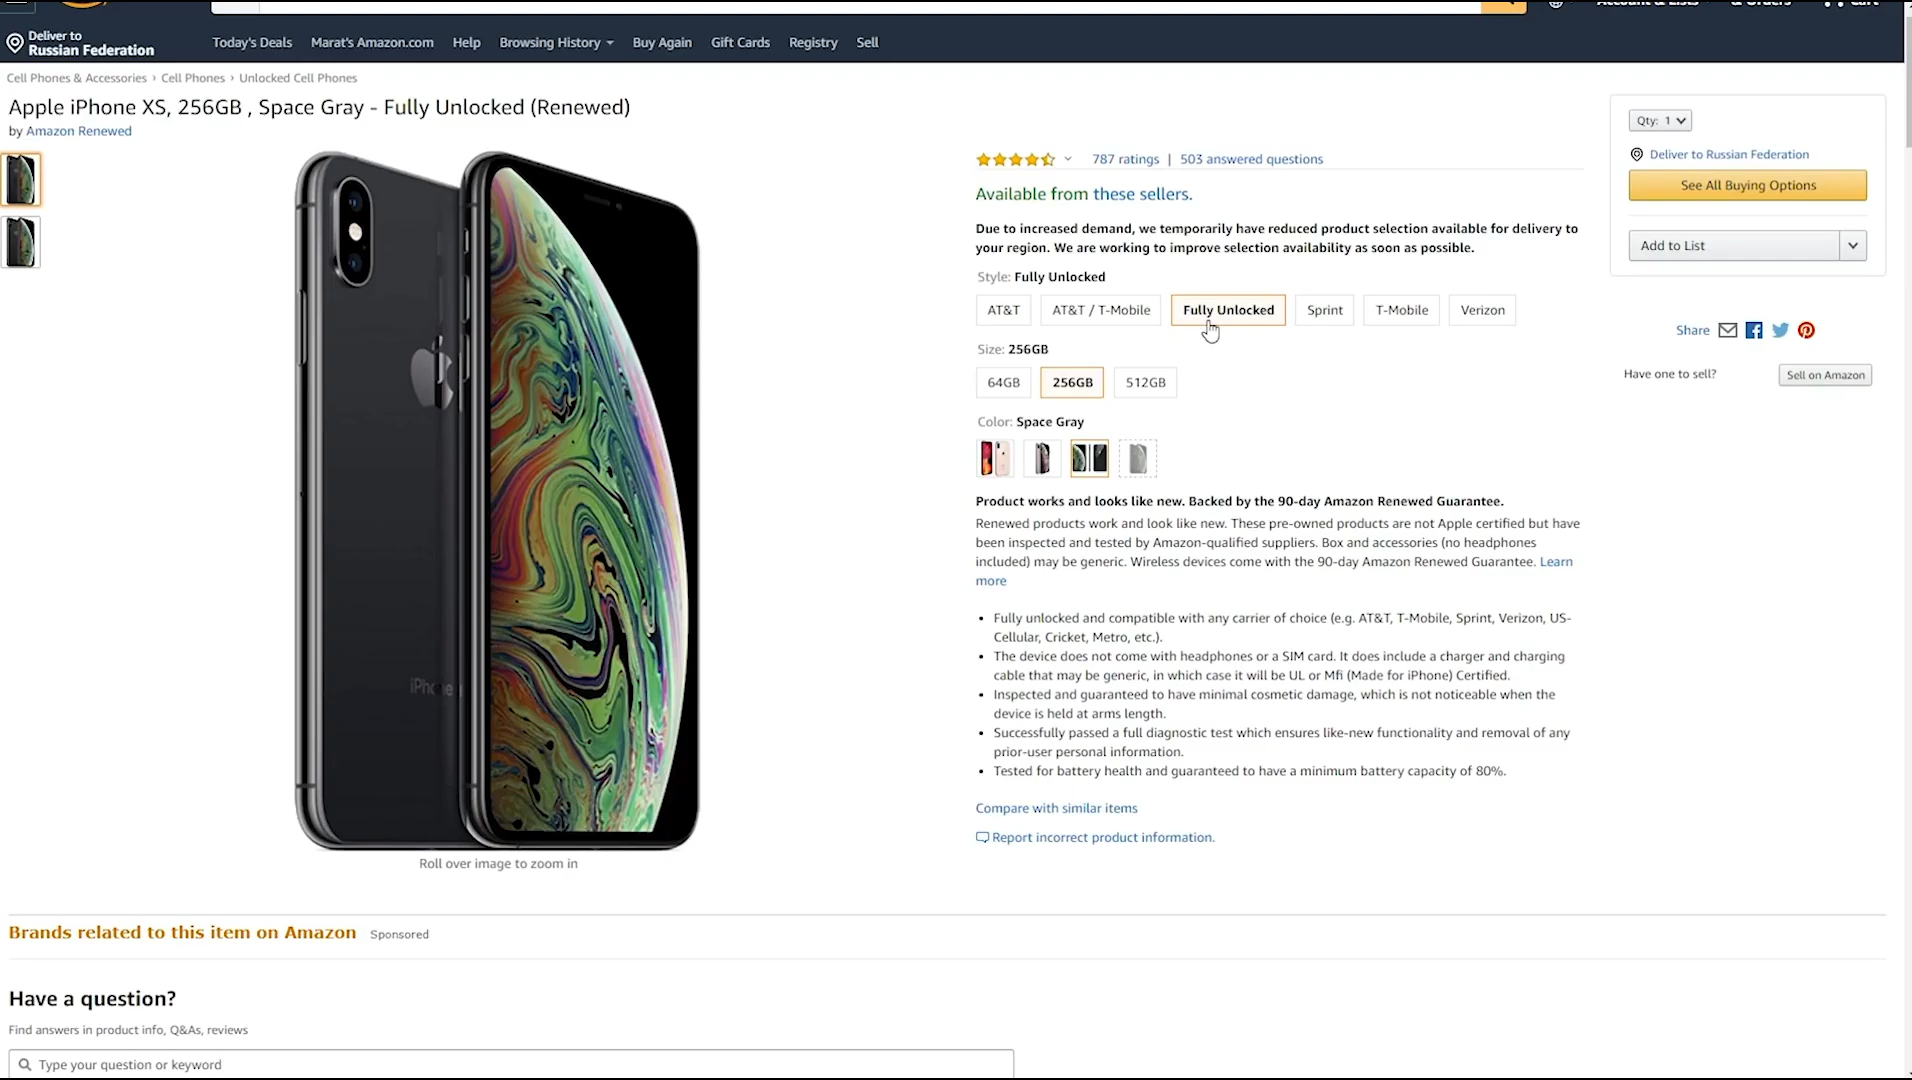 Deliver to
Russian Federation
Today's Deals
Marat's Amazon.com
Help
Browsing History
Buy Again
Gift Cards
Registry
Sell
Account & Lists
& Orders
Cart
Cell Phones & Accessories › Cell Phones › Unlocked Cell Phones
Apple iPhone XS, 256GB , Space Gray - Fully Unlocked (Renewed)
by Amazon Renewed
Roll over image to zoom in
787 ratings | 503 answered questions
Available from these sellers.
Due to increased demand, we temporarily have reduced product selection available for delivery to
your region. We are working to improve selection availability as soon as possible.
Style: Fully Unlocked
AT&T
AT&T / T-Mobile
Fully Unlocked
Sprint
T-Mobile
Verizon
Size: 256GB
64GB
256GB
512GB
Color: Space Gray
Product works and looks like new. Backed by the 90-day Amazon Renewed Guarantee.
Renewed products work and look like new. These pre-owned products are not Apple certified but have
been inspected and tested by Amazon-qualified suppliers. Box and accessories (no headphones
included) may be generic. Wireless devices come with the 90-day Amazon Renewed Guarantee. Learn
more
• Fully unlocked and compatible with any carrier of choice (e.g. AT&T, T-Mobile, Sprint, Verizon, US-
Cellular, Cricket, Metro, etc.).
• The device does not come with headphones or a SIM card. It does include a charger and charging
cable that may be generic, in which case it will be UL or Mfi (Made for iPhone) Certified.
• Inspected and guaranteed to have minimal cosmetic damage, which is not noticeable when the
device is held at arms length.
• Successfully passed a full diagnostic test which ensures like-new functionality and removal of any
prior-user personal information.
• Tested for battery health and guaranteed to have a minimum battery capacity of 80%.
Compare with similar items
Report incorrect product information.
Qty: 1
Deliver to Russian Federation
See All Buying Options
Add to List
Share
Have one to sell?
Sell on Amazon
Brands related to this item on Amazon Sponsored
Have a question?
Find answers in product info, Q&As, reviews
Type your question or keyword